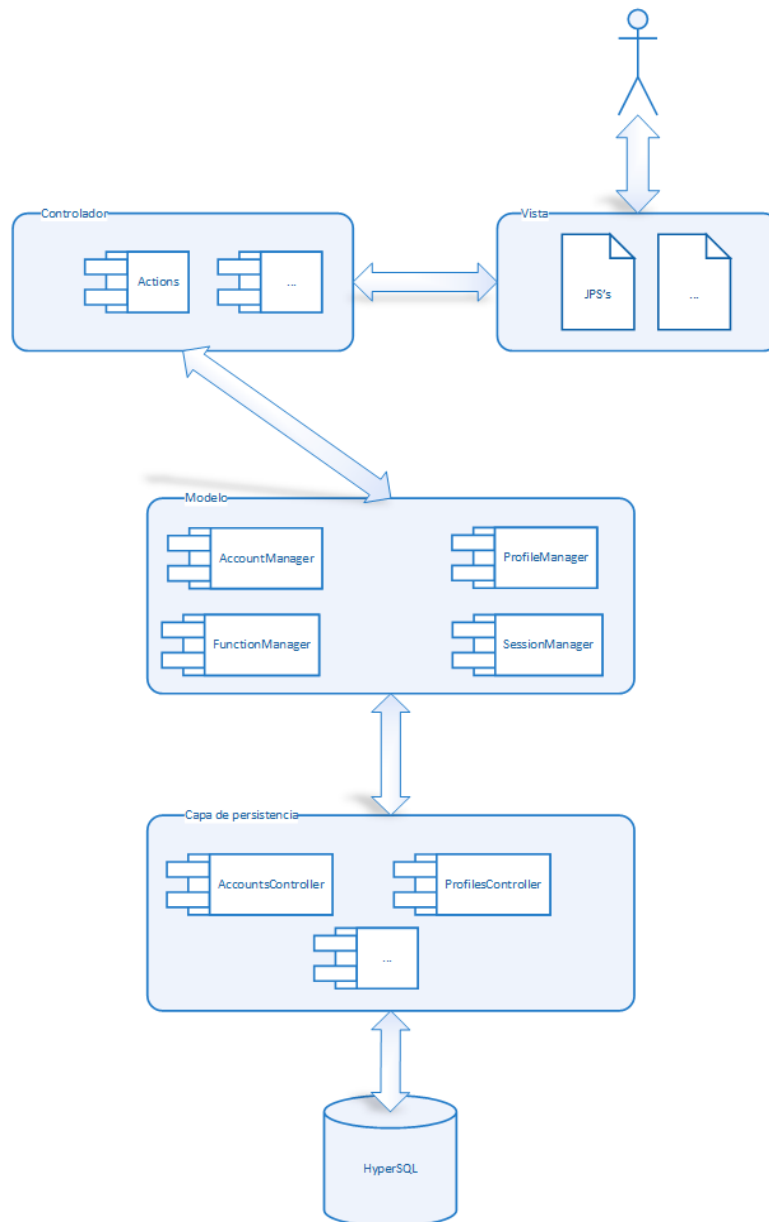 Controlador
Vista
Actions
...
JPS's
...
Modelo
AccountManager
ProfileManager
FunctionManager
SessionManager
Capa de persistencia
AccountsController
ProfilesController
...
HyperSQL